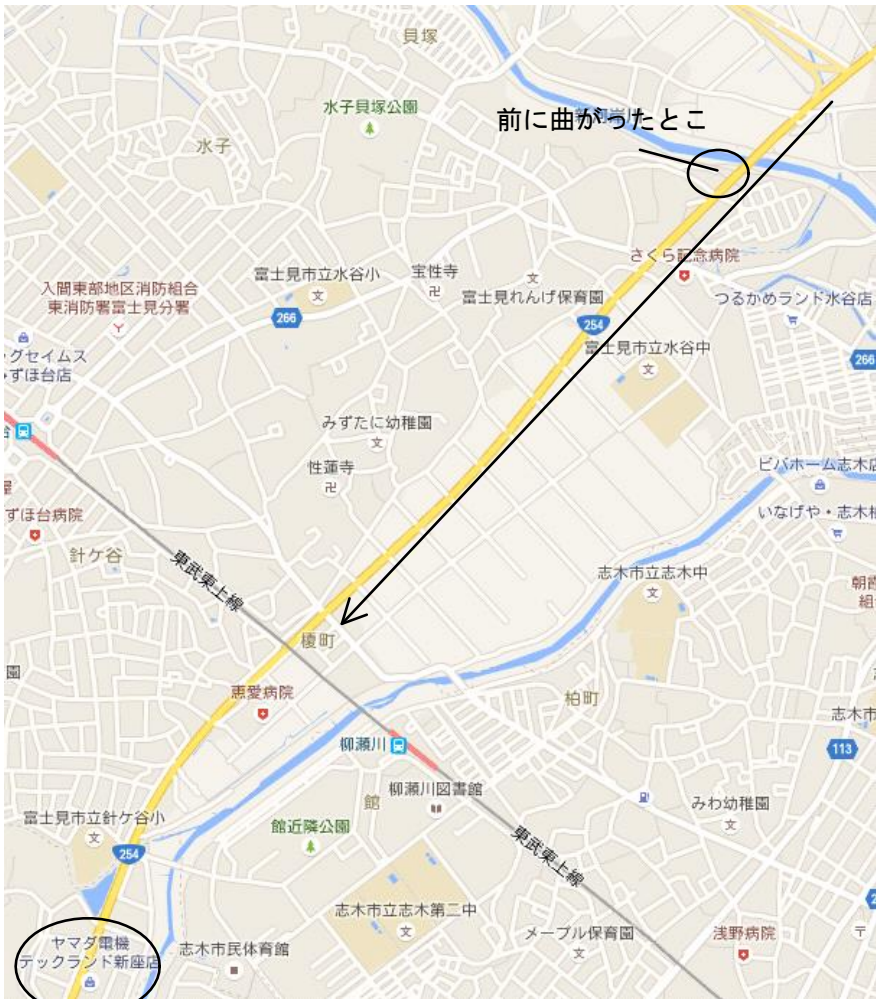 貝塚
水子貝塚公園
前に曲がったとこ
水子
さくら記念病院
富士見市立水谷小
宝性寺
入間東部地区消防組合
東消防署富士見分署
富士見れんげ保育園
つるかめランド水谷店
266
254
富士見市立水谷中
266
グセイムス
ずほ台店
みずたに幼稚園
性蓮寺
ビバホーム志木店
ずほ台病院
いなげや・志木柏
針ケ谷
東武東上線
志木市立志木中
朝霞
組
榎町
園
恵愛病院
柏町
志木市
柳瀬川
113
柳瀬川図書館
館
みわ幼稚園
富士見市立針ケ谷小
館近隣公園
254
東武東上線
志木市立志木第二中
ヤマダ電機
テックランド新座店
志木市民体育館
メープル保育園
浅野病院